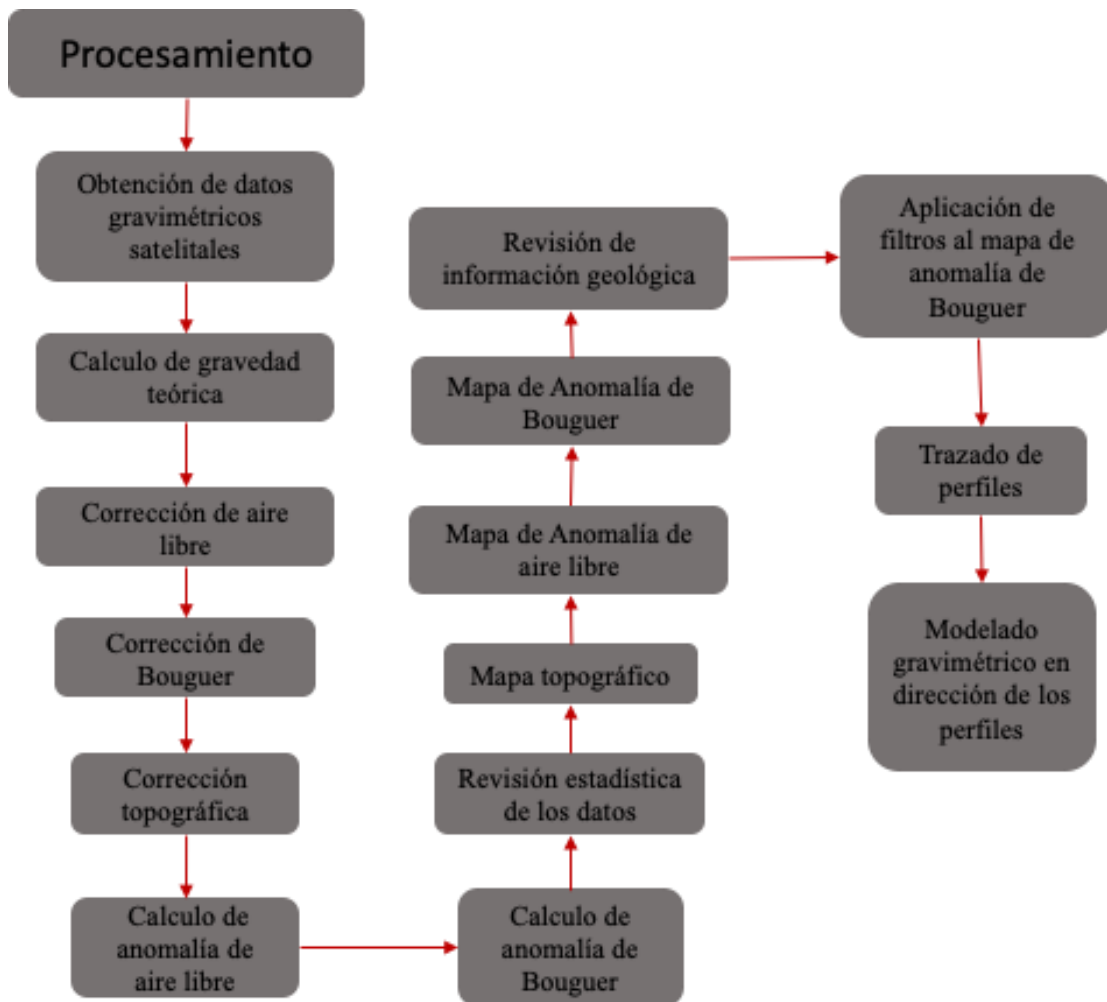 Procesamiento
Obtención de datos
gravimétricos
satelitales
Calculo de gravedad
teórica
Corrección de aire
libre
Corrección de
Bouguer
Corrección
topográfica
Calculo de
anomalía de
aire libre
Calculo de
anomalía de
Bouguer
Revisión estadística
de los datos
Mapa topográfico
Mapa de Anomalía de
aire libre
Mapa de Anomalía de
Bouguer
Revisión de
información geológica
Aplicación de
filtros al mapa de
anomalía de
Bouguer
Trazado de
perfiles
Modelado
gravimétrico en
dirección de los
perfiles